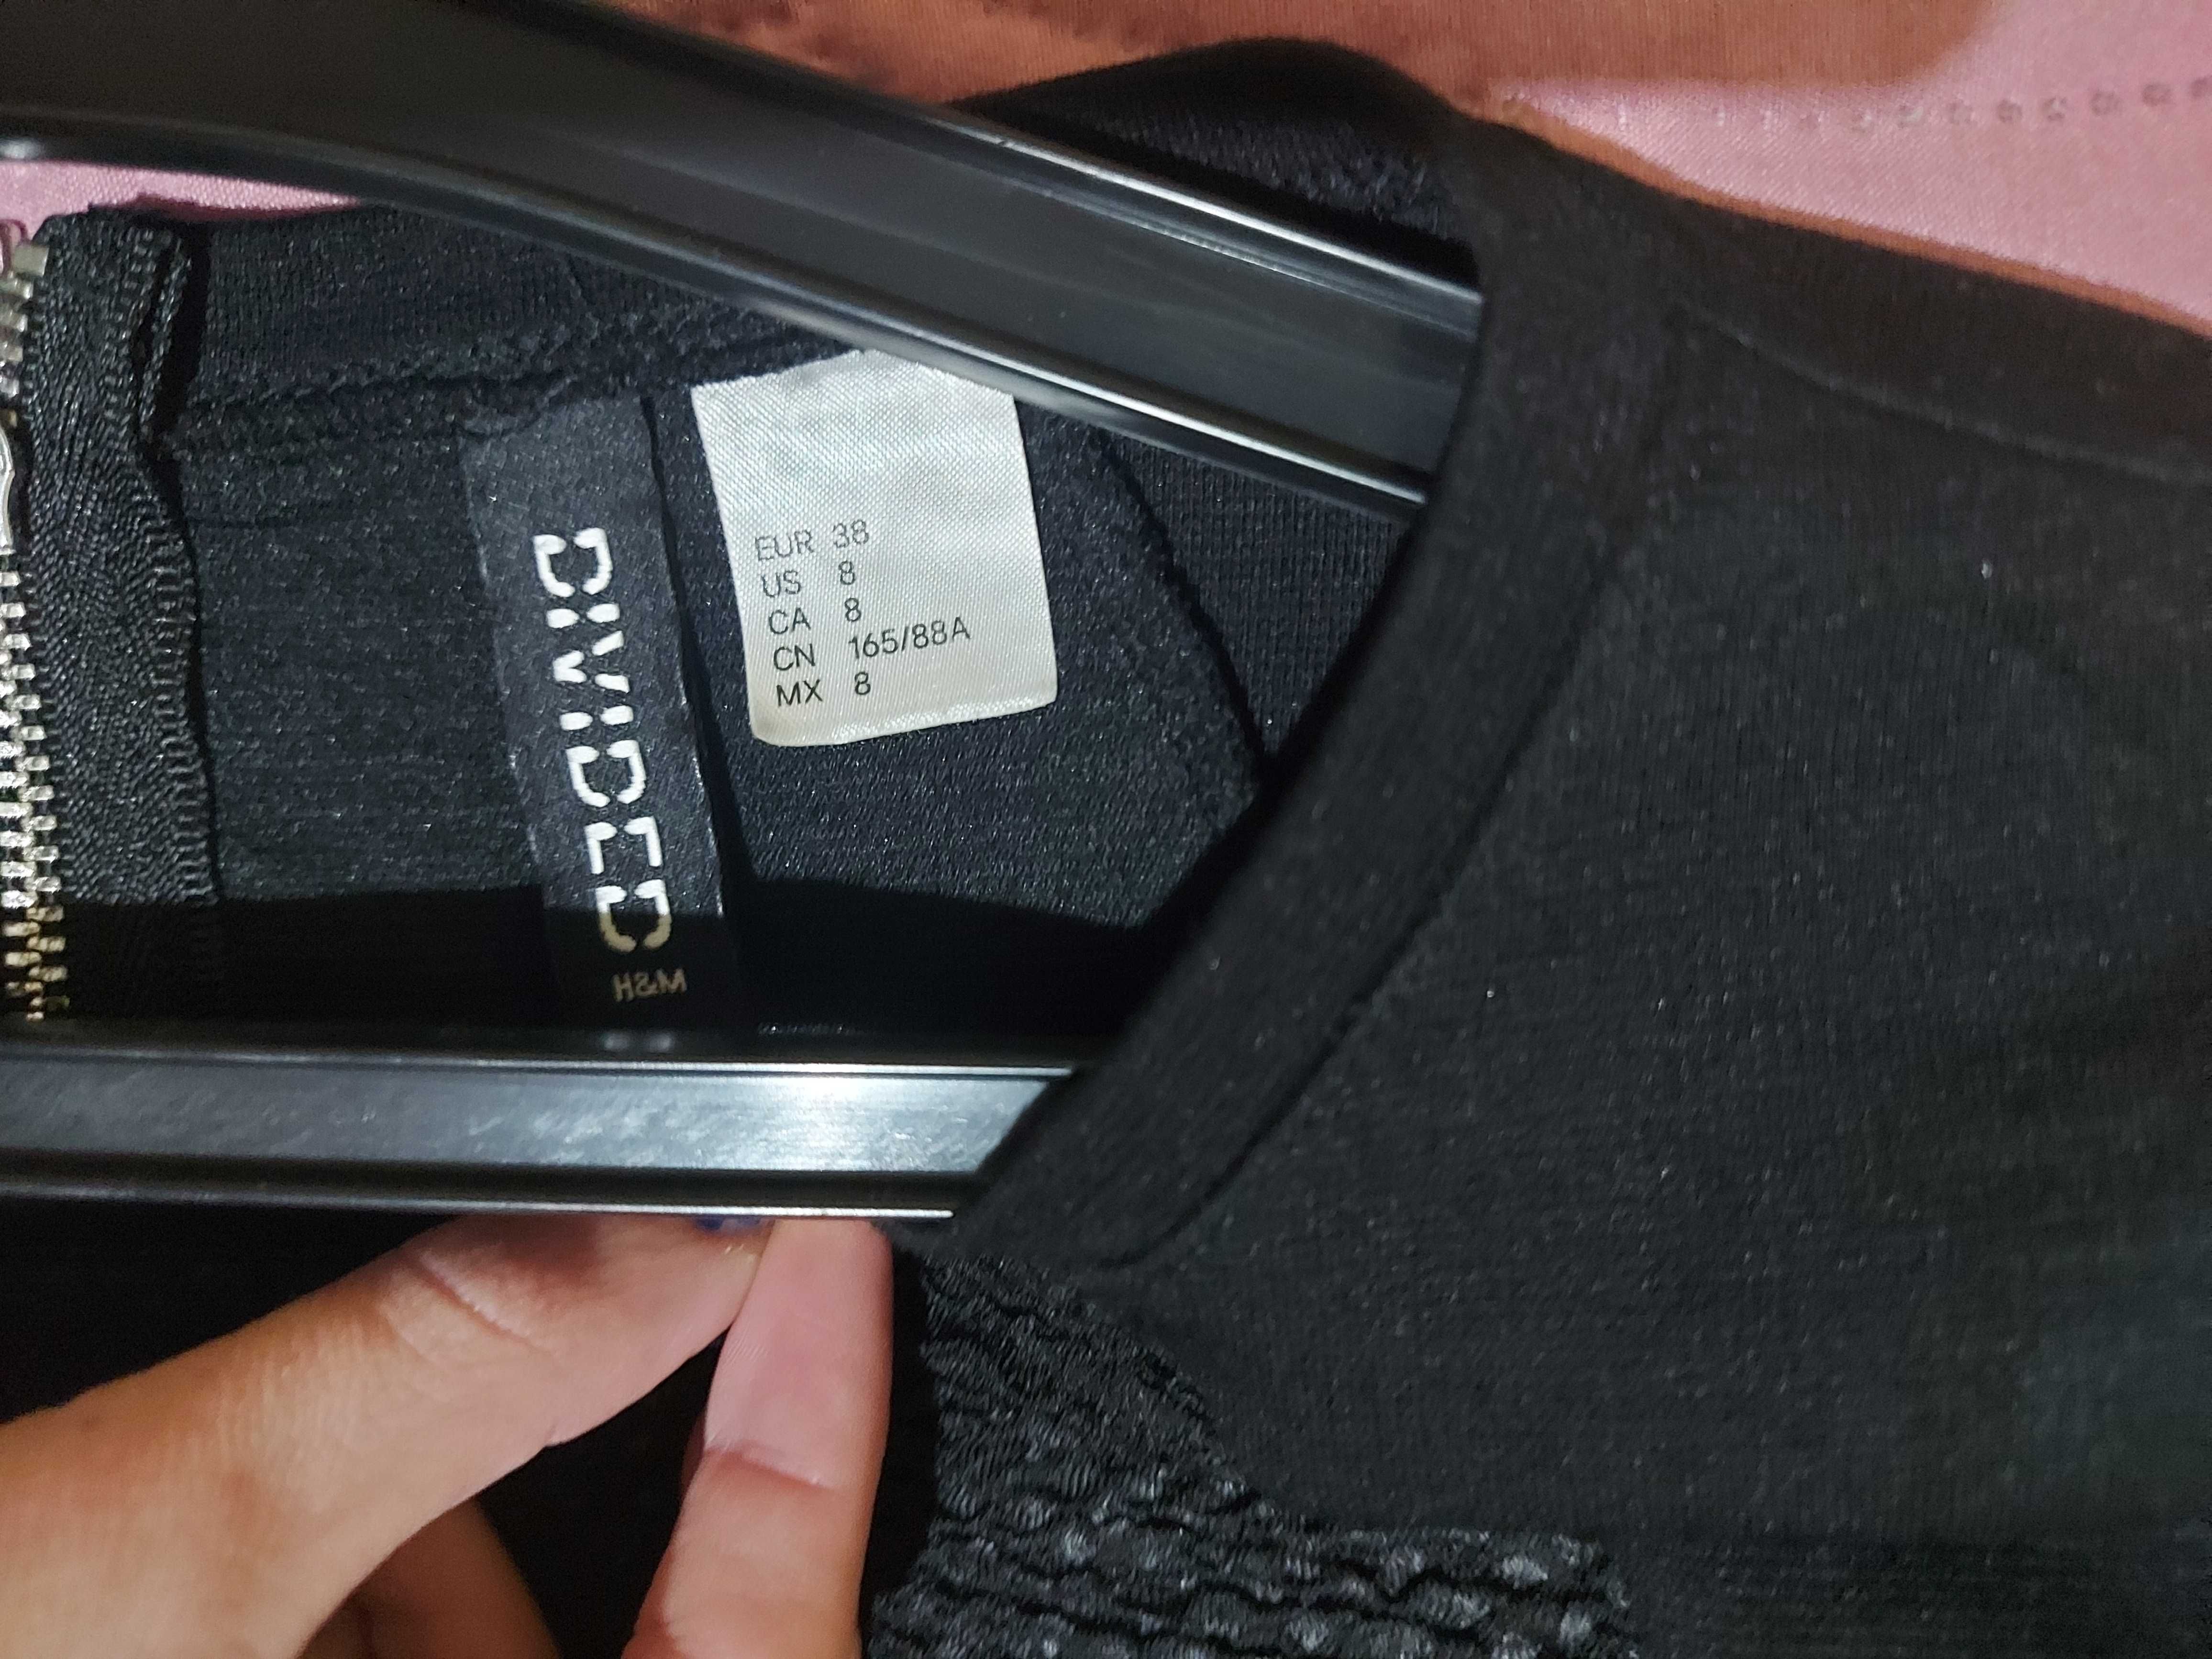 DIVIDED
H&M
EUR 38
US 8
CA 8
CN 165/88A
MX 8